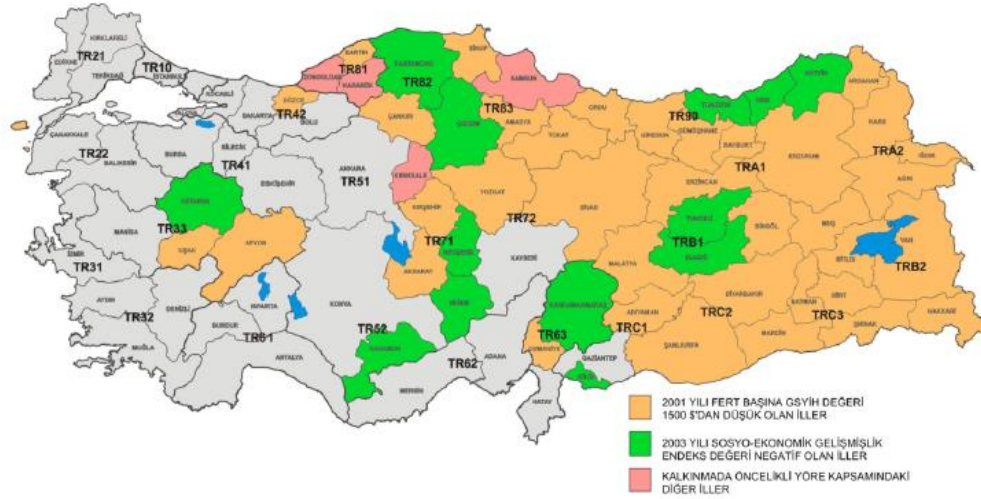 KIRKLARELİ
EDİRNE
TR21
TEKİRDAĞ
TR10
İSTANBUL
KOCAELİ
SAKARYA
DÜZCE
TR42
BOLU
BARTIN
ZONGULDAK
TR81
KARABÜK
KASTAMONU
TR82
SİNOP
SAMSUN
ÇANKIRI
ÇORUM
TR83
AMASYA
ORDU
TOKAT
GİRESUN
TR90
TRABZON
RİZE
ARTVİN
ARDAHAN
KARS
GÜMÜŞHANE
BAYBURT
TRA1
ERZURUM
TRA2
IĞDIR
AĞRI
ERZİNCAN
ÇANAKKALE
TR22
BALIKESİR
BURSA
BİLECİK
TR41
ESKİŞEHİR
ANKARA
TR51
KIRIKKALE
YOZGAT
SİVAS
TR72
KIRŞEHİR
TR71
NEVŞEHİR
KAYSERİ
AKSARAY
NİĞDE
KÜTAHYA
MANİSA
TR33
UŞAK
AFYON
İZMİR
TR31
AYDIN
TR32
DENİZLİ
MUĞLA
ISPARTA
BURDUR
TR61
ANTALYA
KONYA
TR52
KARAMAN
MERSİN
TR62
ADANA
MALATYA
TUNCELİ
TRB1
ELAZIĞ
BİNGÖL
MUŞ
BİTLİS
VAN
TRB2
KAHRAMANMARAŞ
TR63
OSMANİYE
HATAY
GAZİANTEP
KİLİS
ADIYAMAN
TRC1
ŞANLIURFA
DİYARBAKIR
TRC2
MARDİN
BATMAN
TRC3
SİİRT
ŞIRNAK
HAKKARİ
2001 YILI FERT BAŞINA GSYİH DEĞERİ
1500 $'DAN DÜŞÜK OLAN İLLER
2003 YILI SOSYO-EKONOMİK GELİŞMİŞLİK
ENDEKS DEĞERİ NEGATİF OLAN İLLER
KALKINMADA ÖNCELİKLİ YÖRE KAPSAMINDAKİ
DİĞER İLLER